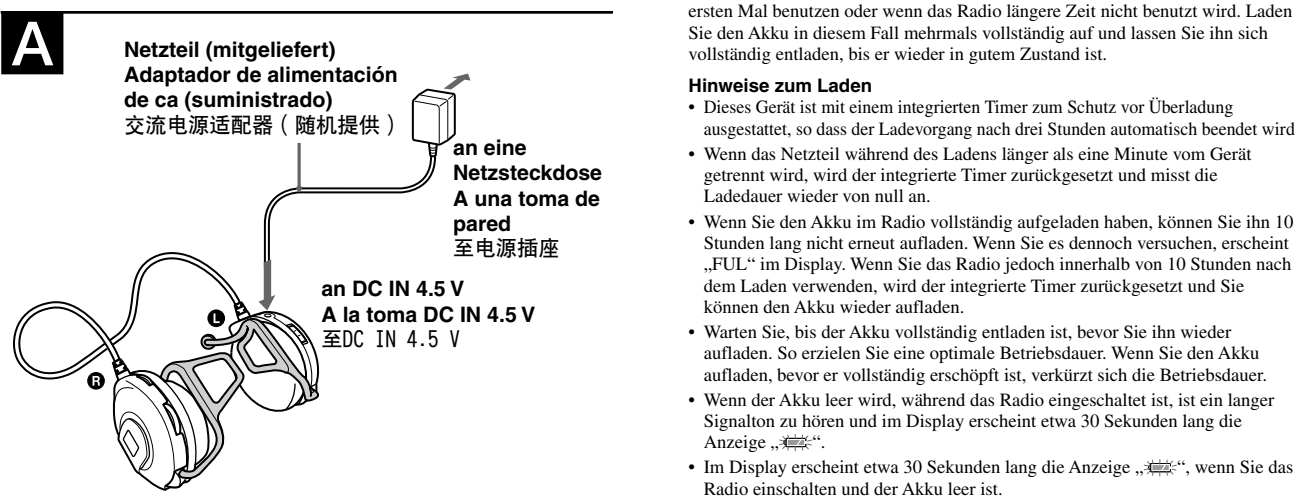 A
Netzteil (mitgeliefert)
Adaptador de alimentación
de ca (suministrado)
交流电源适配器（随机提供）
an eine
Netzsteckdose
A una toma de
pared
至电源插座
an DC IN 4.5 V
A la toma DC IN 4.5 V
至DC IN 4.5 V
L
R
ersten Mal benutzen oder wenn das Radio längere Zeit nicht benutzt wird. Laden
Sie den Akku in diesem Fall mehrmals vollständig auf und lassen Sie ihn sich
vollständig entladen, bis er wieder in gutem Zustand ist.
Hinweise zum Laden
• Dieses Gerät ist mit einem integrierten Timer zum Schutz vor Überladung
ausgestattet, so dass der Ladevorgang nach drei Stunden automatisch beendet wird
• Wenn das Netzteil während des Ladens länger als eine Minute vom Gerät
getrennt wird, wird der integrierte Timer zurückgesetzt und misst die
Ladedauer wieder von null an.
• Wenn Sie den Akku im Radio vollständig aufgeladen haben, können Sie ihn 10
Stunden lang nicht erneut aufladen. Wenn Sie es dennoch versuchen, erscheint
„FUL“ im Display. Wenn Sie das Radio jedoch innerhalb von 10 Stunden nach
dem Laden verwenden, wird der integrierte Timer zurückgesetzt und Sie
können den Akku wieder aufladen.
• Warten Sie, bis der Akku vollständig entladen ist, bevor Sie ihn wieder
aufladen. So erzielen Sie eine optimale Betriebsdauer. Wenn Sie den Akku
aufladen, bevor er vollständig erschöpft ist, verkürzt sich die Betriebsdauer.
• Wenn der Akku leer wird, während das Radio eingeschaltet ist, ist ein langer
Signalton zu hören und im Display erscheint etwa 30 Sekunden lang die
Anzeige „“.
• Im Display erscheint etwa 30 Sekunden lang die Anzeige „“, wenn Sie das
Radio einschalten und der Akku leer ist.